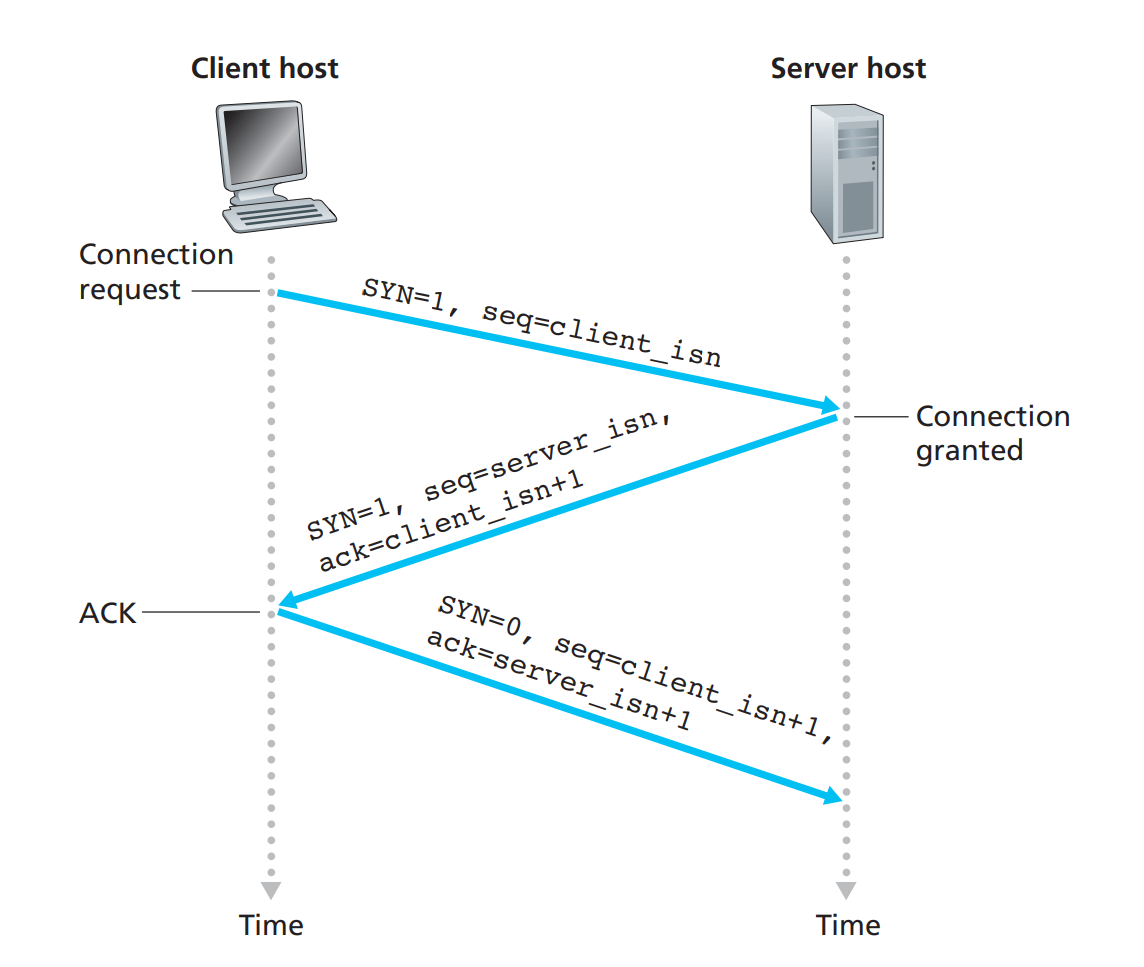 Client host
Server host
Connection
request
SYN=1, seq=client_isn
Connection
granted
SYN=1, seq=server_isn,
ack=client_isn+1
ACK
SYN=0, seq=client_isn+1,
ack=server_isn+1
Time
Time